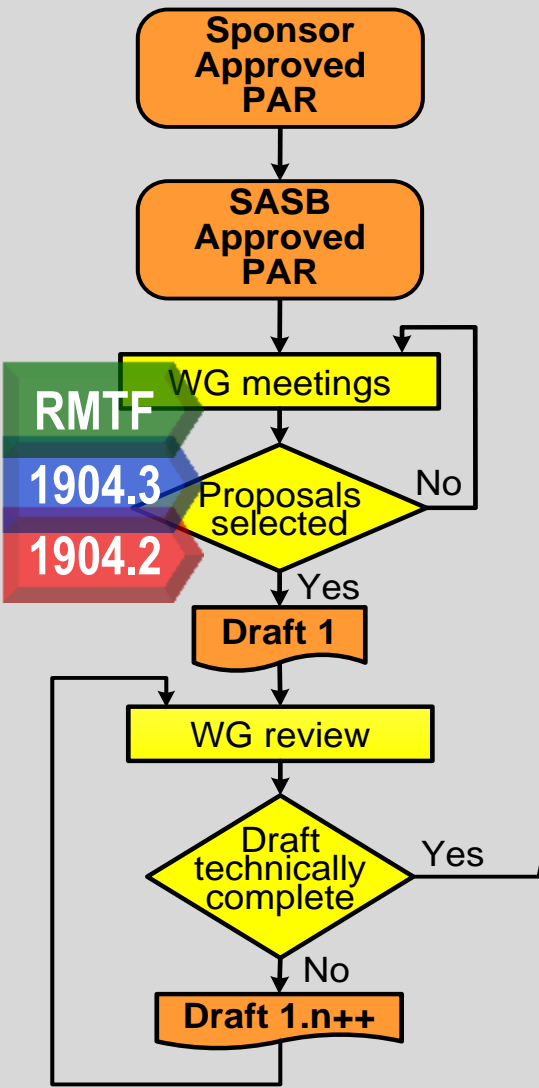 Sponsor
Approved
PAR
SASB
Approved
PAR
WG meetings
RMTF
1904.3
1904.2
Proposals
selected
No
Yes
Draft 1
WG review
Draft
technically
complete
Yes
No
Draft 1.n++